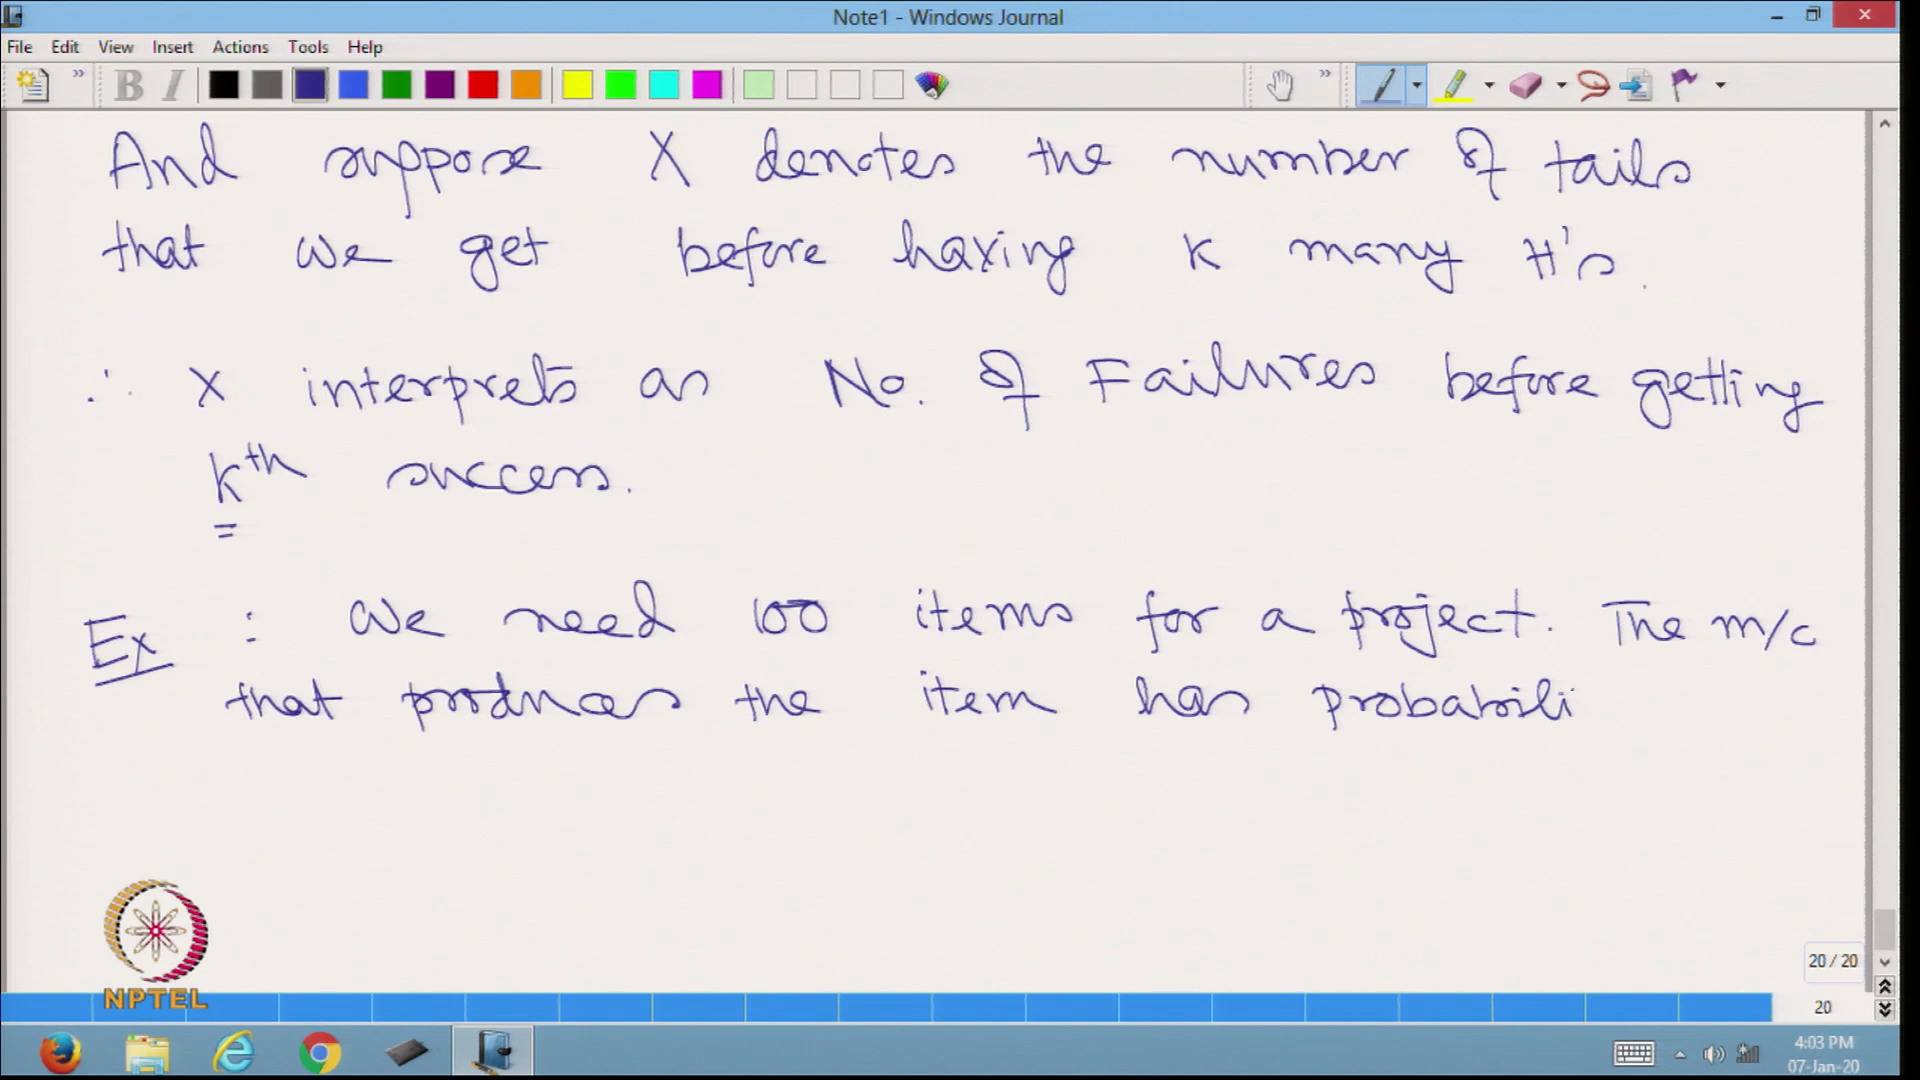 Note1 - Windows Journal
File Edit View Insert Actions Tools Help
B I
And suppose X denotes the number of tails
that we get before having k many H's.
∴ X interprets as No. of Failures before getting
kth success.
Ex : We need 100 items for a project. The m/c
that produces the item has probabili
NPTEL
20 / 20
20
4:03 PM
07-Jan-20